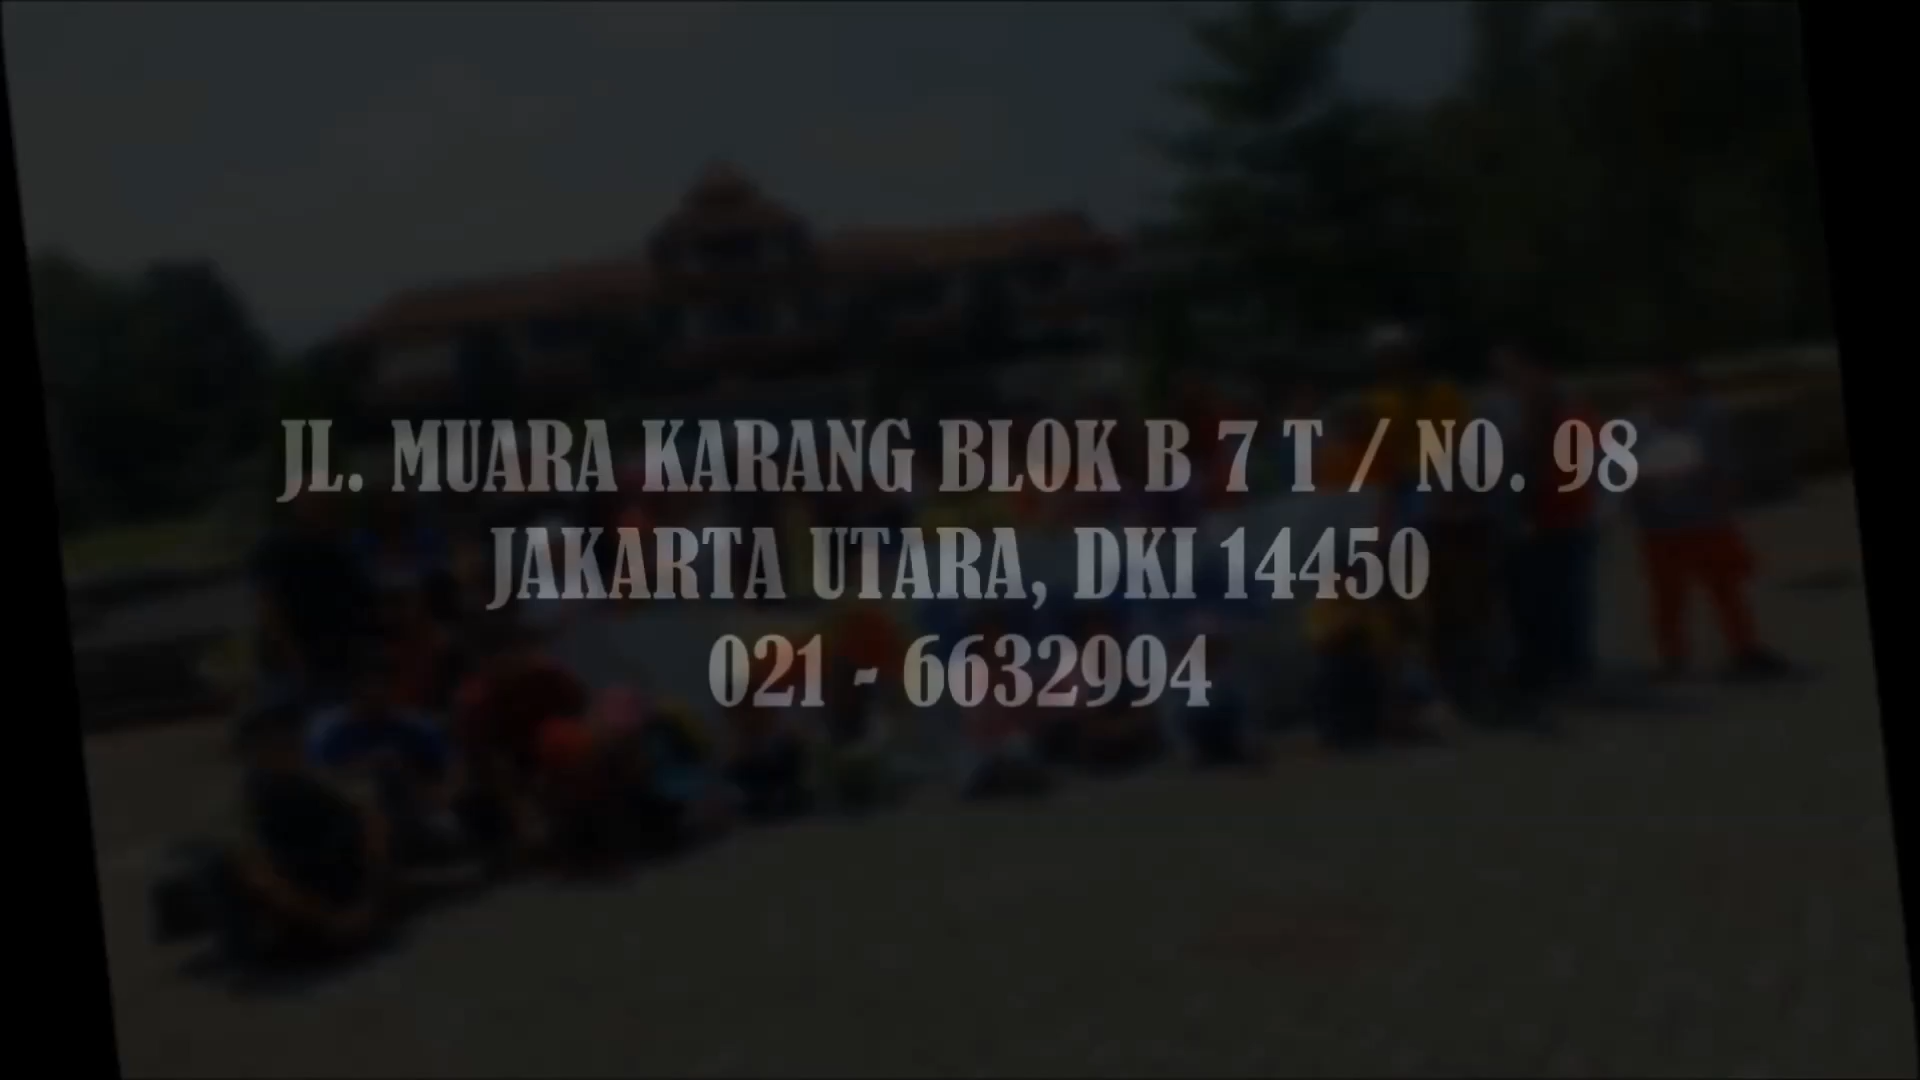 JL. MUARA KARANG BLOK B 7 T / NO. 98
JAKARTA UTARA, DKI 14450
021 - 6632994